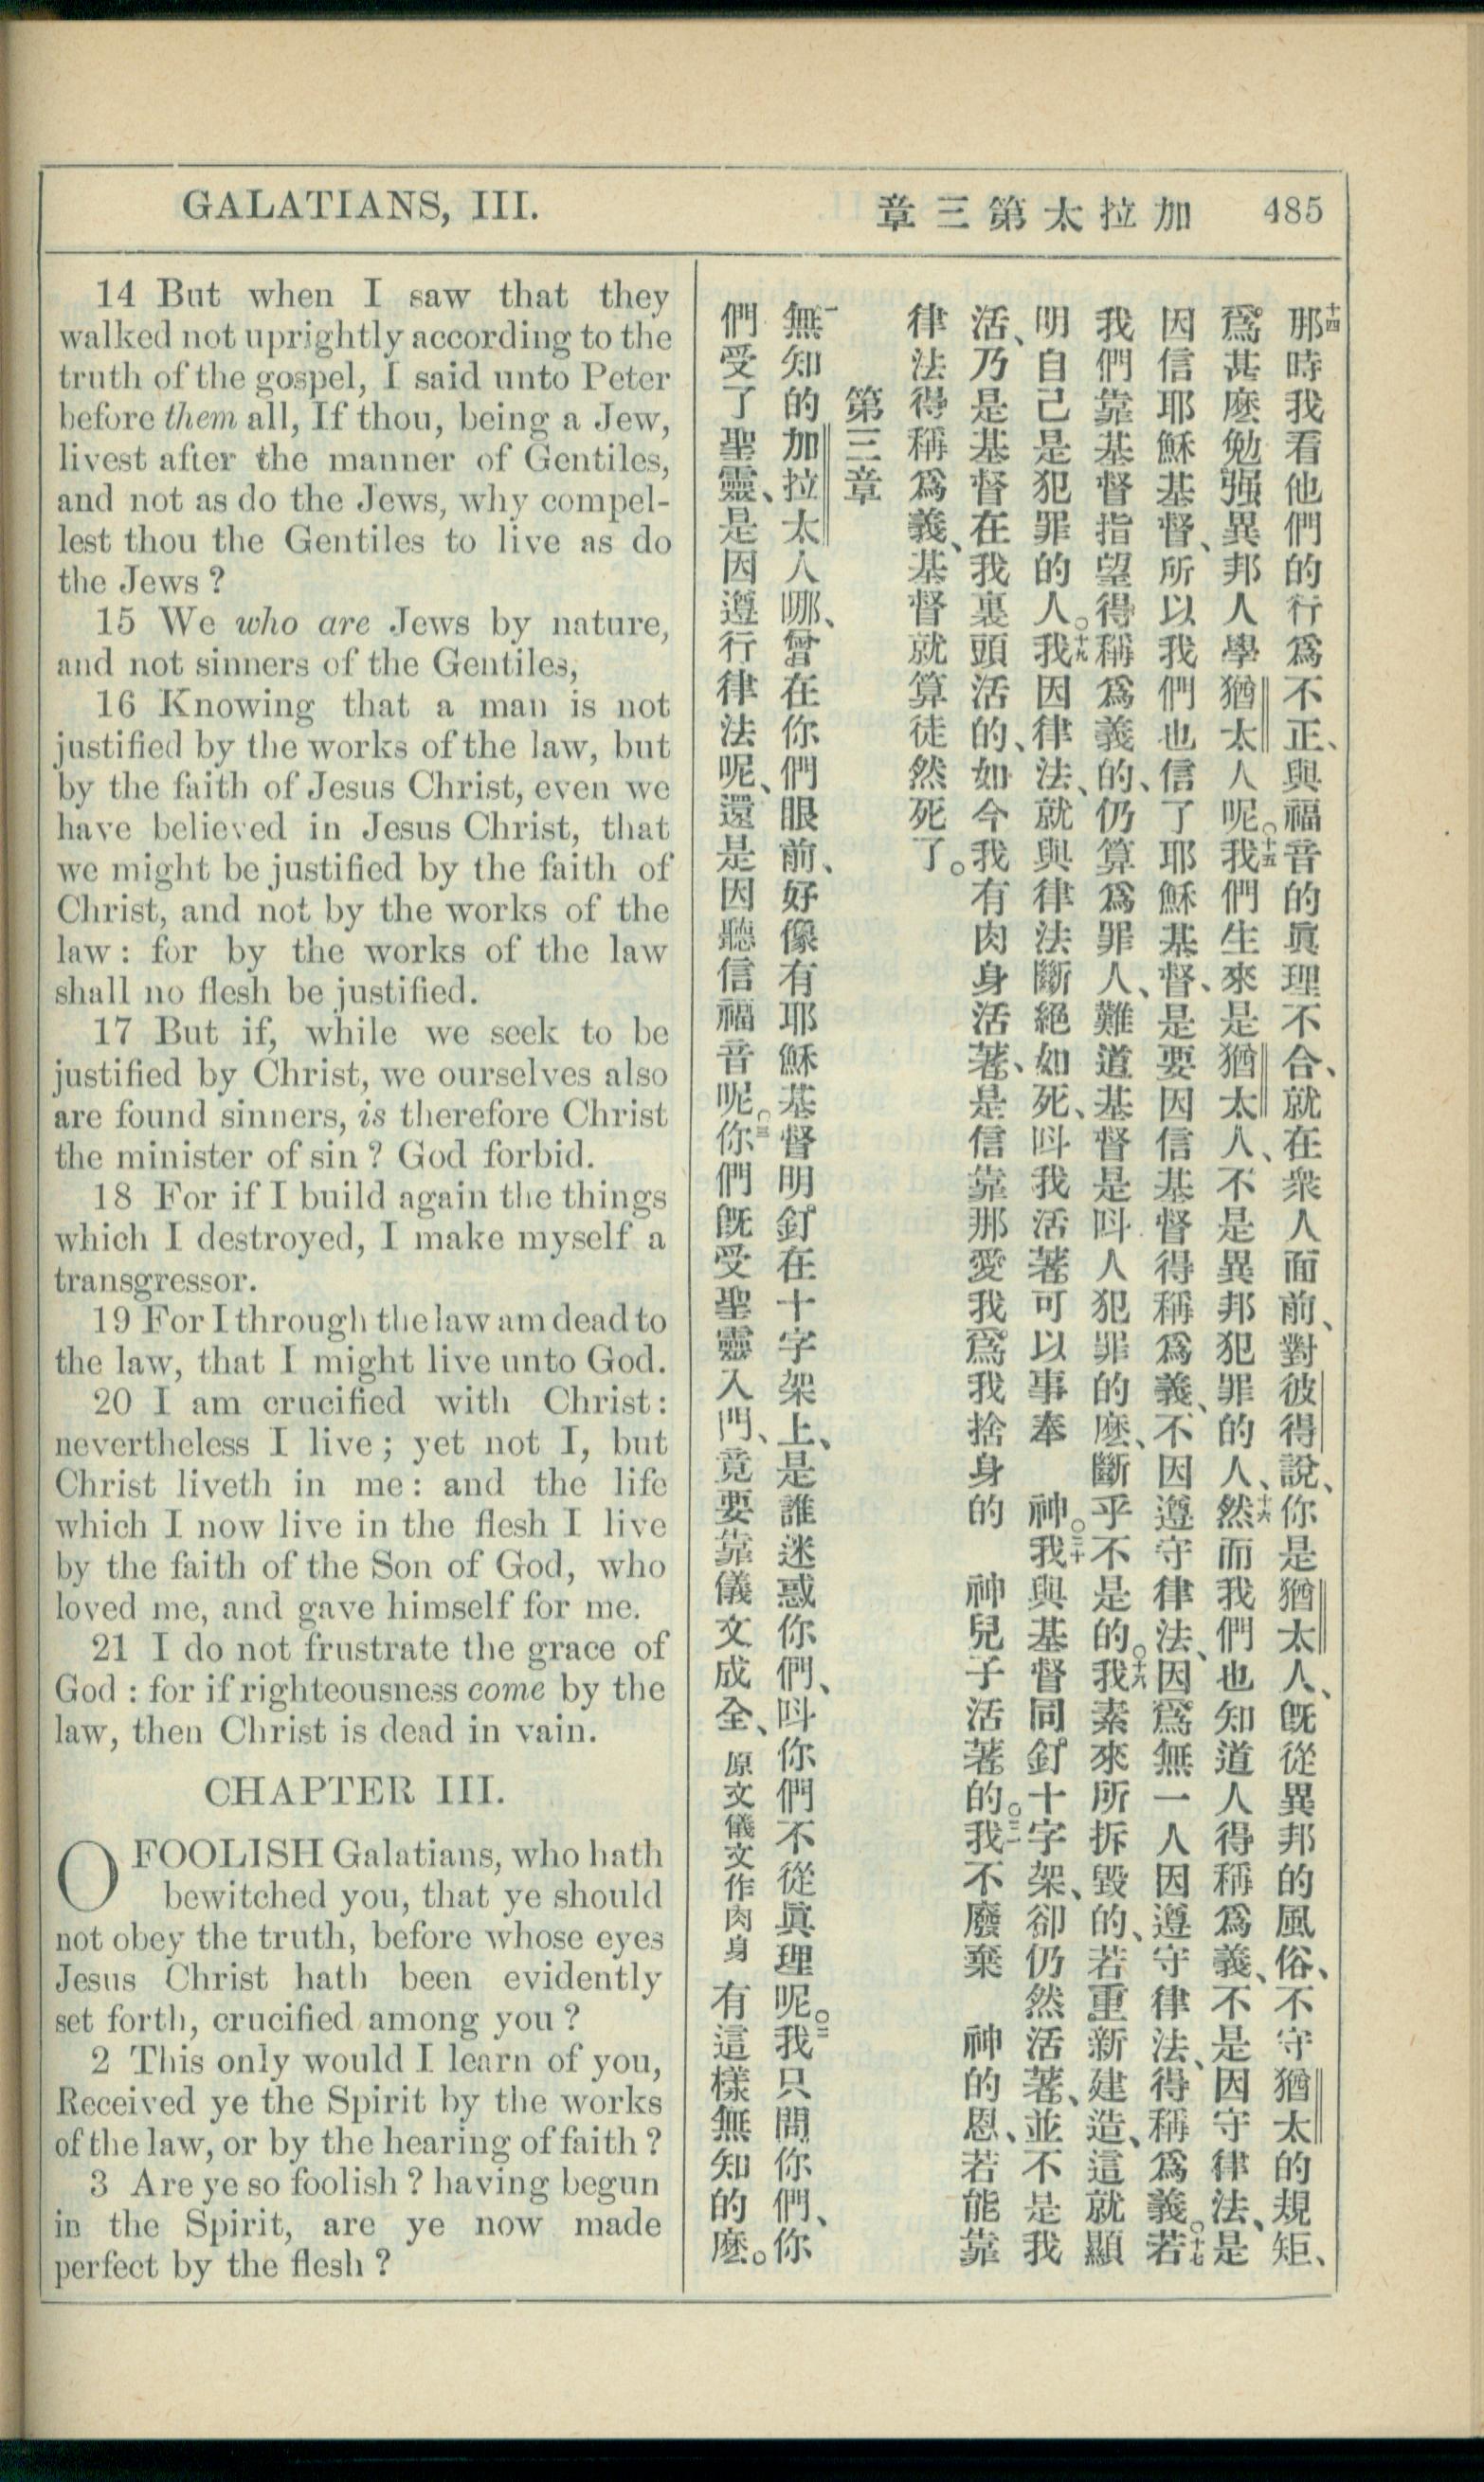 GALATIANS, III.
章三第太拉加 485
14 But when I saw that they
walked not uprightly according to the
truth of the gospel, I said unto Peter
before them all, If thou, being a Jew,
livest after the manner of Gentiles,
and not as do the Jews, why compel-
lest thou the Gentiles to live as do
the Jews ?
15 We who are Jews by nature,
and not sinners of the Gentiles,
16 Knowing that a man is not
justified by the works of the law, but
by the faith of Jesus Christ, even we
have believed in Jesus Christ, that
we might be justified by the faith of
Christ, and not by the works of the
law : for by the works of the law
shall no flesh be justified.
17 But if, while we seek to be
justified by Christ, we ourselves also
are found sinners, is therefore Christ
the minister of sin ? God forbid.
18 For if I build again the things
which I destroyed, I make myself a
transgressor.
19 For I through the law am dead to
the law, that I might live unto God.
20 I am crucified with Christ :
nevertheless I live ; yet not I, but
Christ liveth in me : and the life
which I now live in the flesh I live
by the faith of the Son of God, who
loved me, and gave himself for me.
21 I do not frustrate the grace of
God : for if righteousness come by the
law, then Christ is dead in vain.
CHAPTER III.
O FOOLISH Galatians, who hath
bewitched you, that ye should
not obey the truth, before whose eyes
Jesus Christ hath been evidently
set forth, crucified among you ?
2 This only would I learn of you,
Received ye the Spirit by the works
of the law, or by the hearing of faith ?
3 Are ye so foolish ? having begun
in the Spirit, are ye now made
perfect by the flesh ?
十四那時我看他們的行爲不正、與福音的眞理不合、就在衆人面前、對彼得說、你是猶太人、旣從異邦的風俗、不守猶太的規矩、
爲甚麽勉强異邦人學猶太人呢。○十五我們生來是猶太人、不是異邦犯罪的人、十六然而我們也知道人得稱爲義、不是因守律法、是
因信耶穌基督、所以我們也信了耶穌基督、是要因信基督得稱爲義、不因遵守律法、因爲無一人因遵守律法、得稱爲義。○十七若
我們靠基督指望得稱爲義的、仍算爲罪人、難道基督是呌人犯罪的麽、斷乎不是的。○十八我素來所拆毀的、若重新建造、這就顯
明自己是犯罪的人。○十九我因律法、就與律法斷絕如死、呌我活著可以事奉 神。○二十我與基督同釘十字架、卻仍然活著、並不是我
活、乃是基督在我裏頭活的、如今我有肉身活著、是信靠那愛我爲我捨身的 神兒子活著的。○二一我不廢棄 神的恩、若能靠
律法得稱爲義、基督就算徒然死了。
第三章
一無知的加拉太人哪、曾在你們眼前、好像有耶穌基督明釘在十字架上、是誰迷惑你們、呌你們不從眞理呢。○二我只問你們、你
們受了聖靈、是因遵行律法呢、還是因聽信福音呢。○三你們旣受聖靈入門、竟要靠儀文成全、原文儀文作肉身有這樣無知的麽。